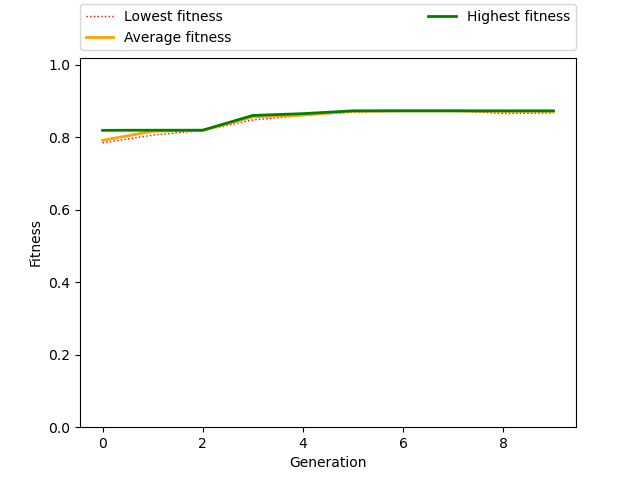 Lowest fitness
Average fitness
Highest fitness
1.0
0.8
0.6
0.4
0.2
0.0
Fitness
0 2 4 6 8
Generation